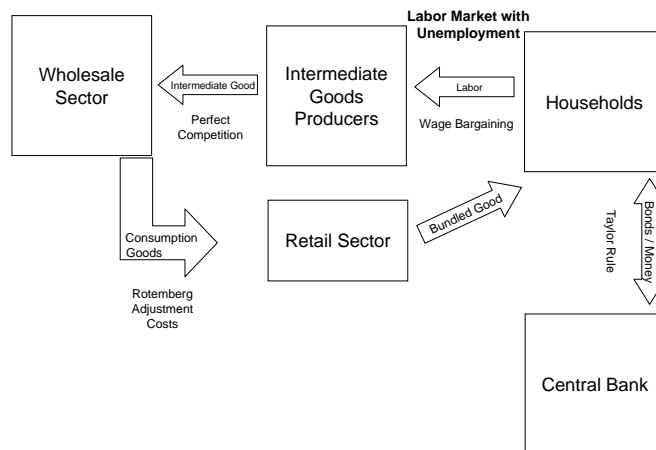 Labor Market with
Unemployment
Wholesale
Sector
Intermediate Good
Perfect
Competition
Intermediate
Goods
Producers
Labor
Wage Bargaining
Households
Consumption
Goods
Rotemberg
Adjustment
Costs
Retail Sector
Bundled Good
Taylor Rule
Bonds / Money
Central Bank